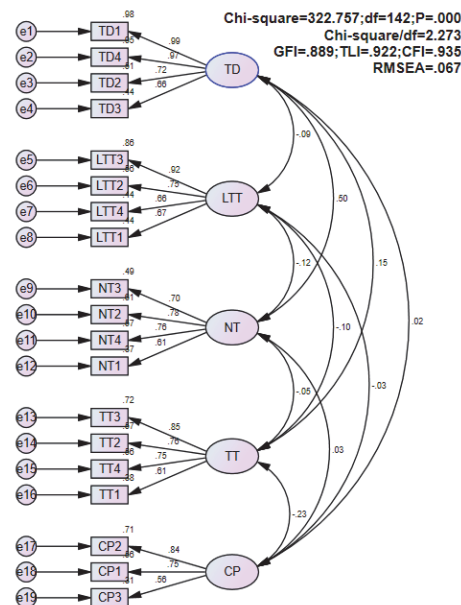 Chi-square=322.757;df=142;P=.000
Chi-square/df=2.273
GFI=.889;TLI=.922;CFI=.935
RMSEA=.067
.98
e1 TD1 .99
e2 TD4 .97
e3 TD2 .72
e4 TD3 .66
TD
-.09
.86
e5 LTT3 .92
e6 LTT2 .75
e7 LTT4 .66
e8 LTT1 .67
LTT
.50
-.12
.15
.49
e9 NT3 .70
e10 NT2 .78
e11 NT4 .76
e12 NT1 .61
NT
-.10
.02
-.05
-.03
.72
e13 TT3 .85
e14 TT2 .76
e15 TT4 .75
e16 TT1 .61
TT
.03
-.23
.71
e17 CP2 .84
e18 CP1 .75
e19 CP3 .56
CP